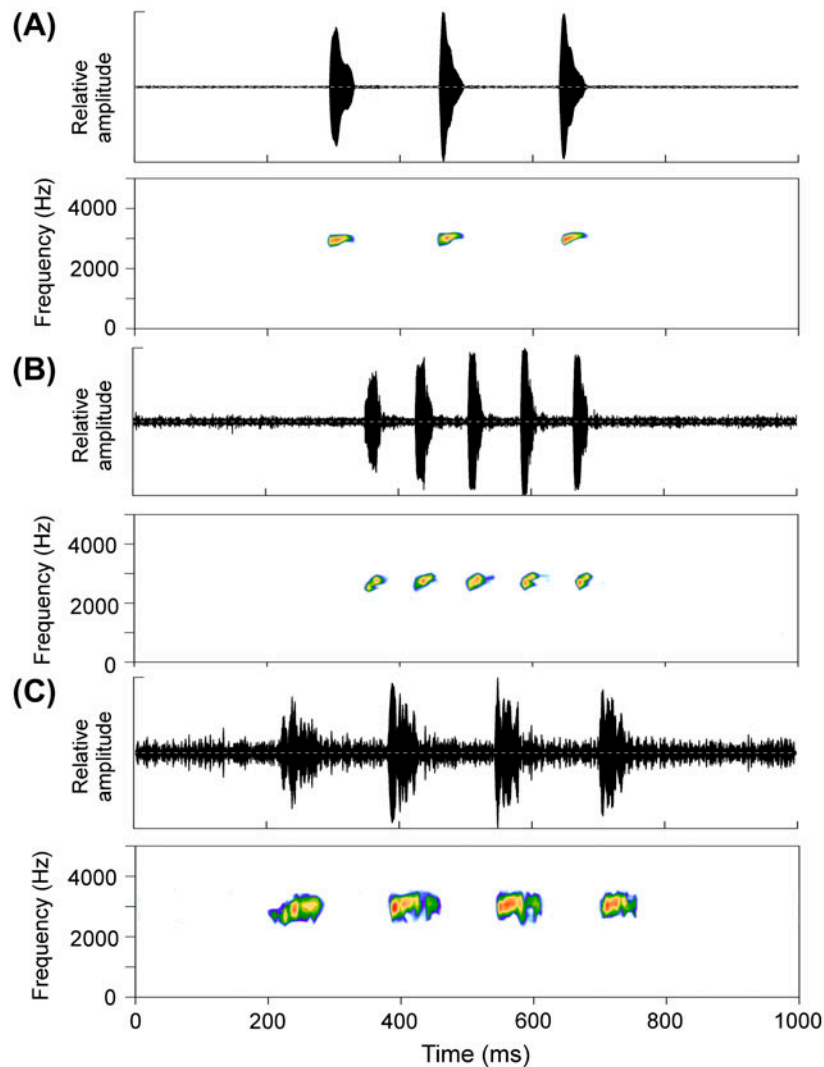 (A)
Relative
amplitude
Frequency (Hz)
4000
2000
0
(B)
Relative
amplitude
Frequency (Hz)
4000
2000
0
(C)
Relative
amplitude
Frequency (Hz)
4000
2000
0
0 200 400 600 800 1000
Time (ms)